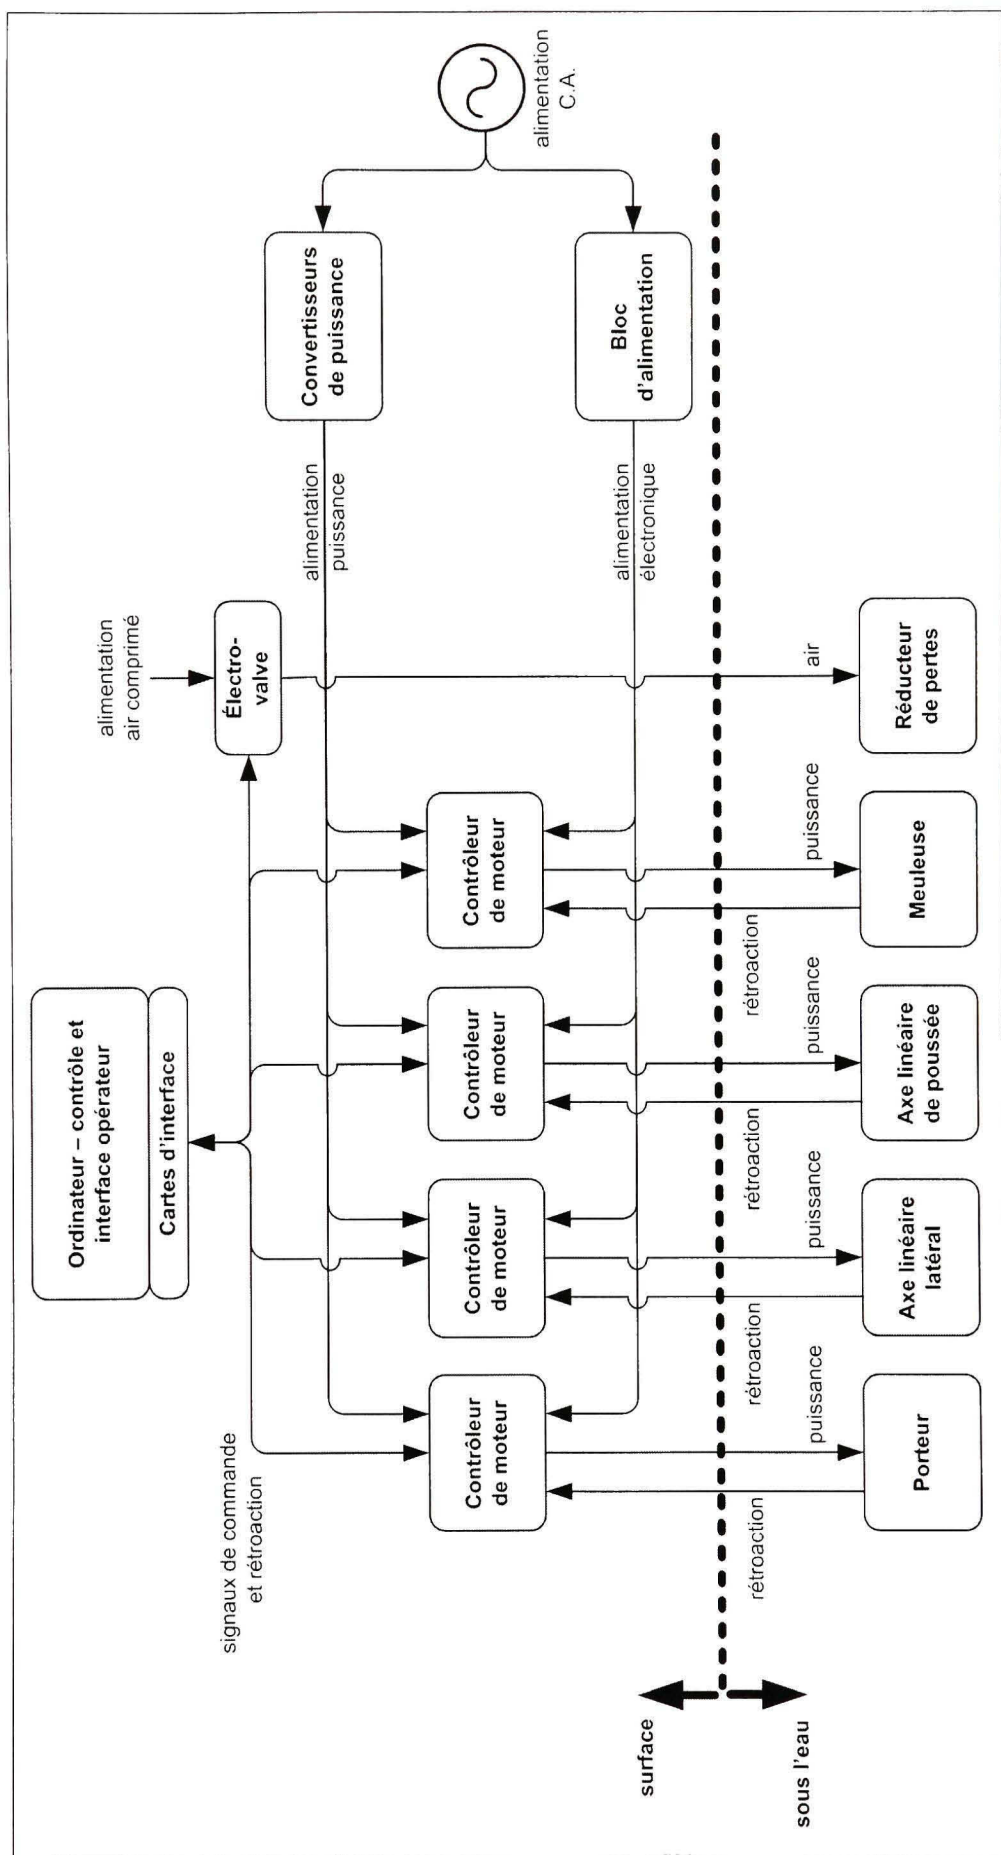 Ordinateur – contrôle et
interface opérateur
Cartes d'interface
alimentation
air comprimé
signaux de commande
et rétroaction
Électro-
valve
alimentation
puissance
Convertisseurs
de puissance
alimentation
C.A.
Contrôleur
de moteur
Contrôleur
de moteur
Contrôleur
de moteur
Contrôleur
de moteur
alimentation
électronique
Bloc
d'alimentation
surface
sous l'eau
rétroaction
puissance
rétroaction
puissance
rétroaction
puissance
rétroaction
puissance
air
Porteur
Axe linéaire
latéral
Axe linéaire
de poussée
Meuleuse
Réducteur
de pertes